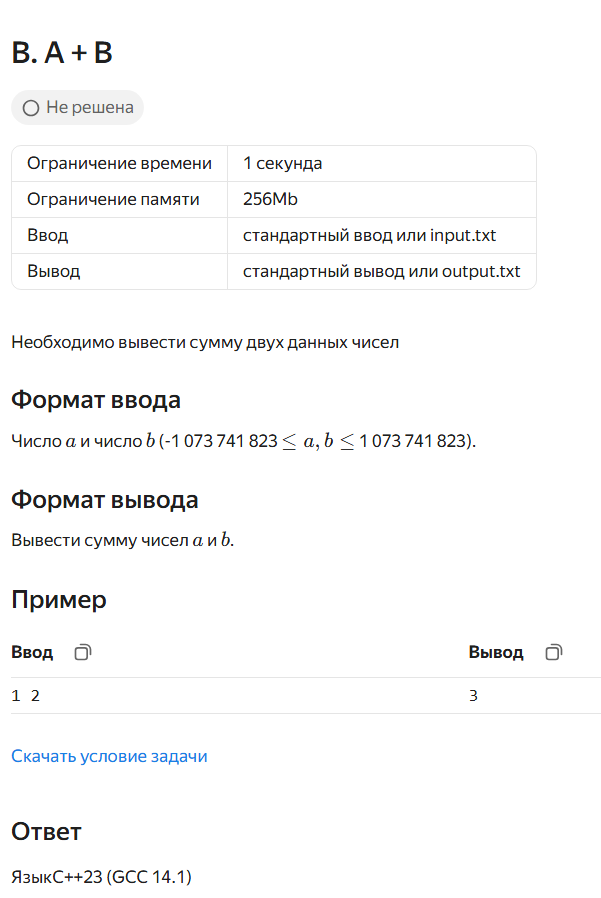 B. A + B
Не решена
Ограничение времени 1 секунда
Ограничение памяти 256Mb
Ввод стандартный ввод или input.txt
Вывод стандартный вывод или output.txt
Необходимо вывести сумму двух данных чисел
Формат ввода
Число a и число b (-1 073 741 823 ≤ a, b ≤ 1 073 741 823).
Формат вывода
Вывести сумму чисел a и b.
Пример
Ввод Вывод
1 2 3
Скачать условие задачи
Ответ
ЯзыкC++23 (GCC 14.1)